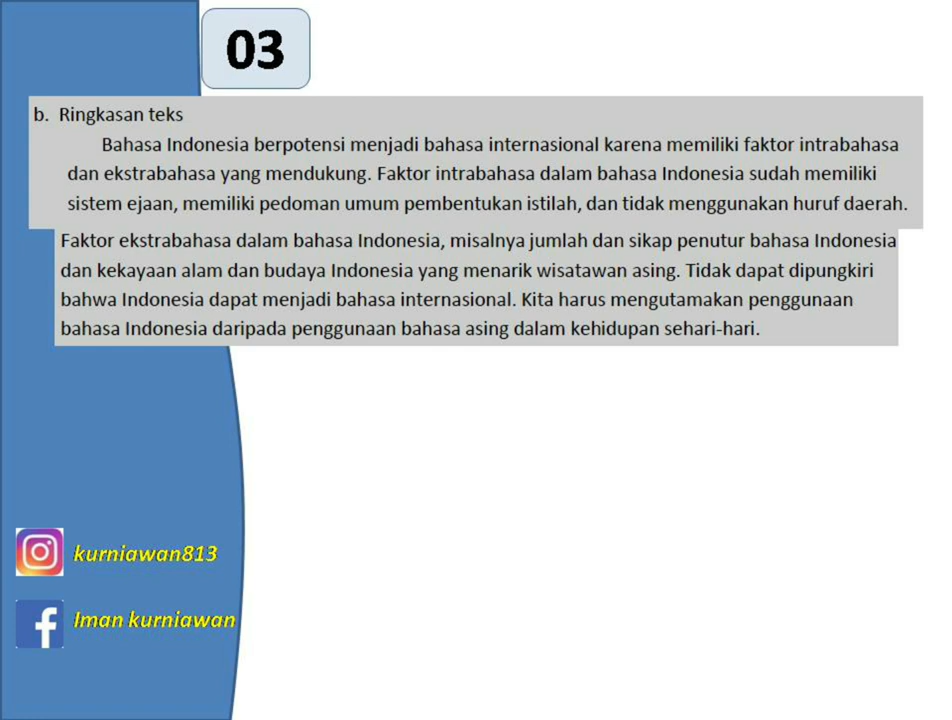 03
b. Ringkasan teks
Bahasa Indonesia berpotensi menjadi bahasa internasional karena memiliki faktor intrabahasa
dan ekstrabahasa yang mendukung. Faktor intrabahasa dalam bahasa Indonesia sudah memiliki
sistem ejaan, memiliki pedoman umum pembentukan istilah, dan tidak menggunakan huruf daerah.
Faktor ekstrabahasa dalam bahasa Indonesia, misalnya jumlah dan sikap penutur bahasa Indonesia
dan kekayaan alam dan budaya Indonesia yang menarik wisatawan asing. Tidak dapat dipungkiri
bahwa Indonesia dapat menjadi bahasa internasional. Kita harus mengutamakan penggunaan
bahasa Indonesia daripada penggunaan bahasa asing dalam kehidupan sehari-hari.
kurniawan813
Iman kurniawan